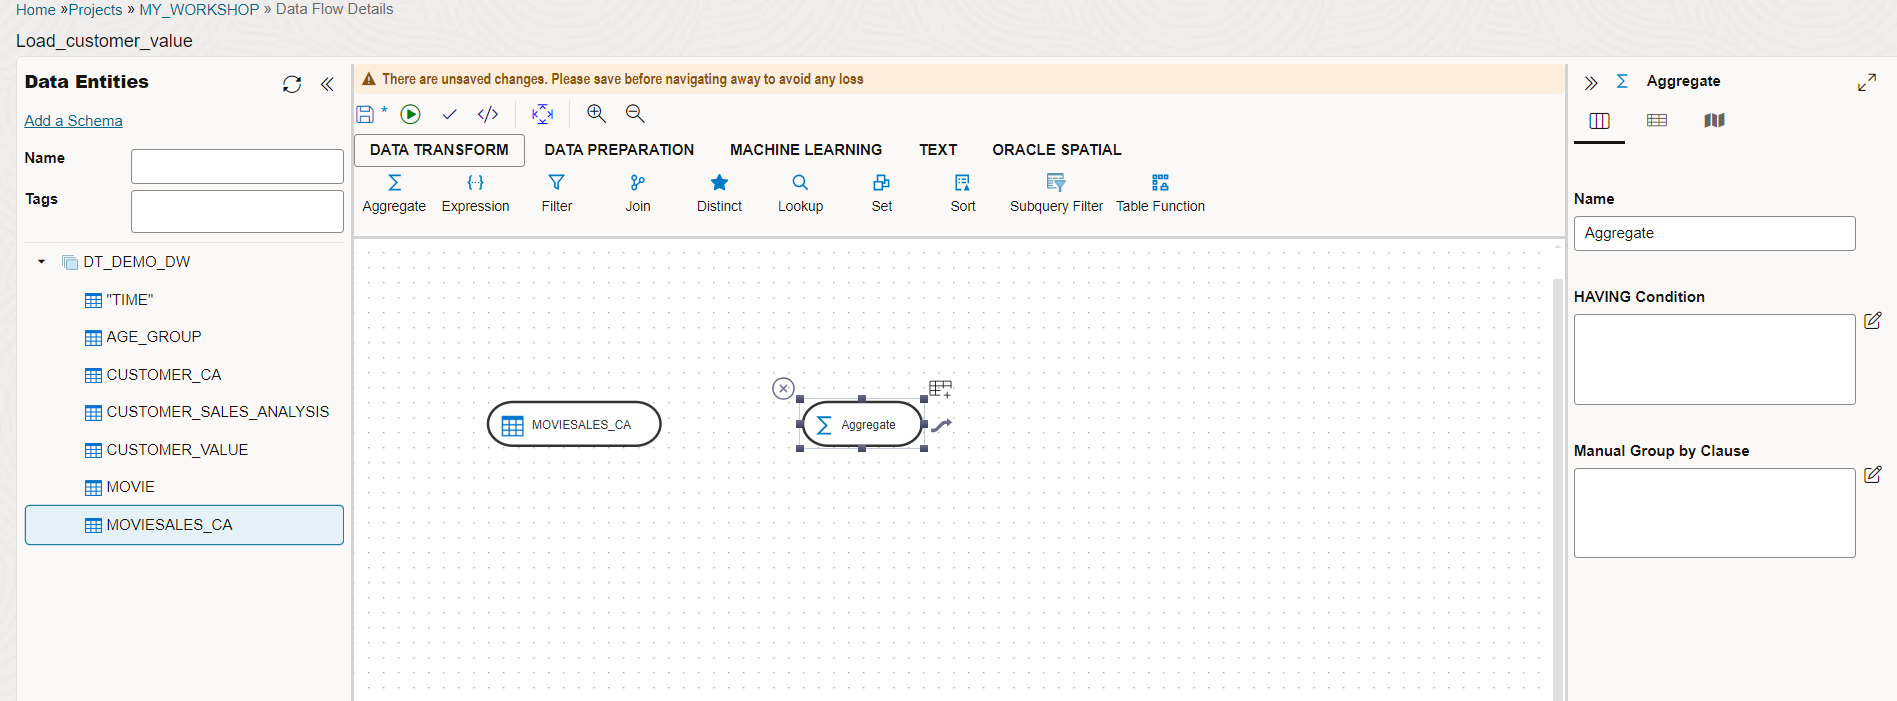 Home »Projects » MY_WORKSHOP » Data Flow Details
Load_customer_value
Data Entities
Add a Schema
Name
Tags
DT_DEMO_DW
"TIME"
AGE_GROUP
CUSTOMER_CA
CUSTOMER_SALES_ANALYSIS
CUSTOMER_VALUE
MOVIE
MOVIESALES_CA
There are unsaved changes. Please save before navigating away to avoid any loss
*
DATA TRANSFORM DATA PREPARATION MACHINE LEARNING TEXT ORACLE SPATIAL
Aggregate Expression Filter Join Distinct Lookup Set Sort Subquery Filter Table Function
MOVIESALES_CA
Aggregate
Aggregate
Name
Aggregate
HAVING Condition
Manual Group by Clause